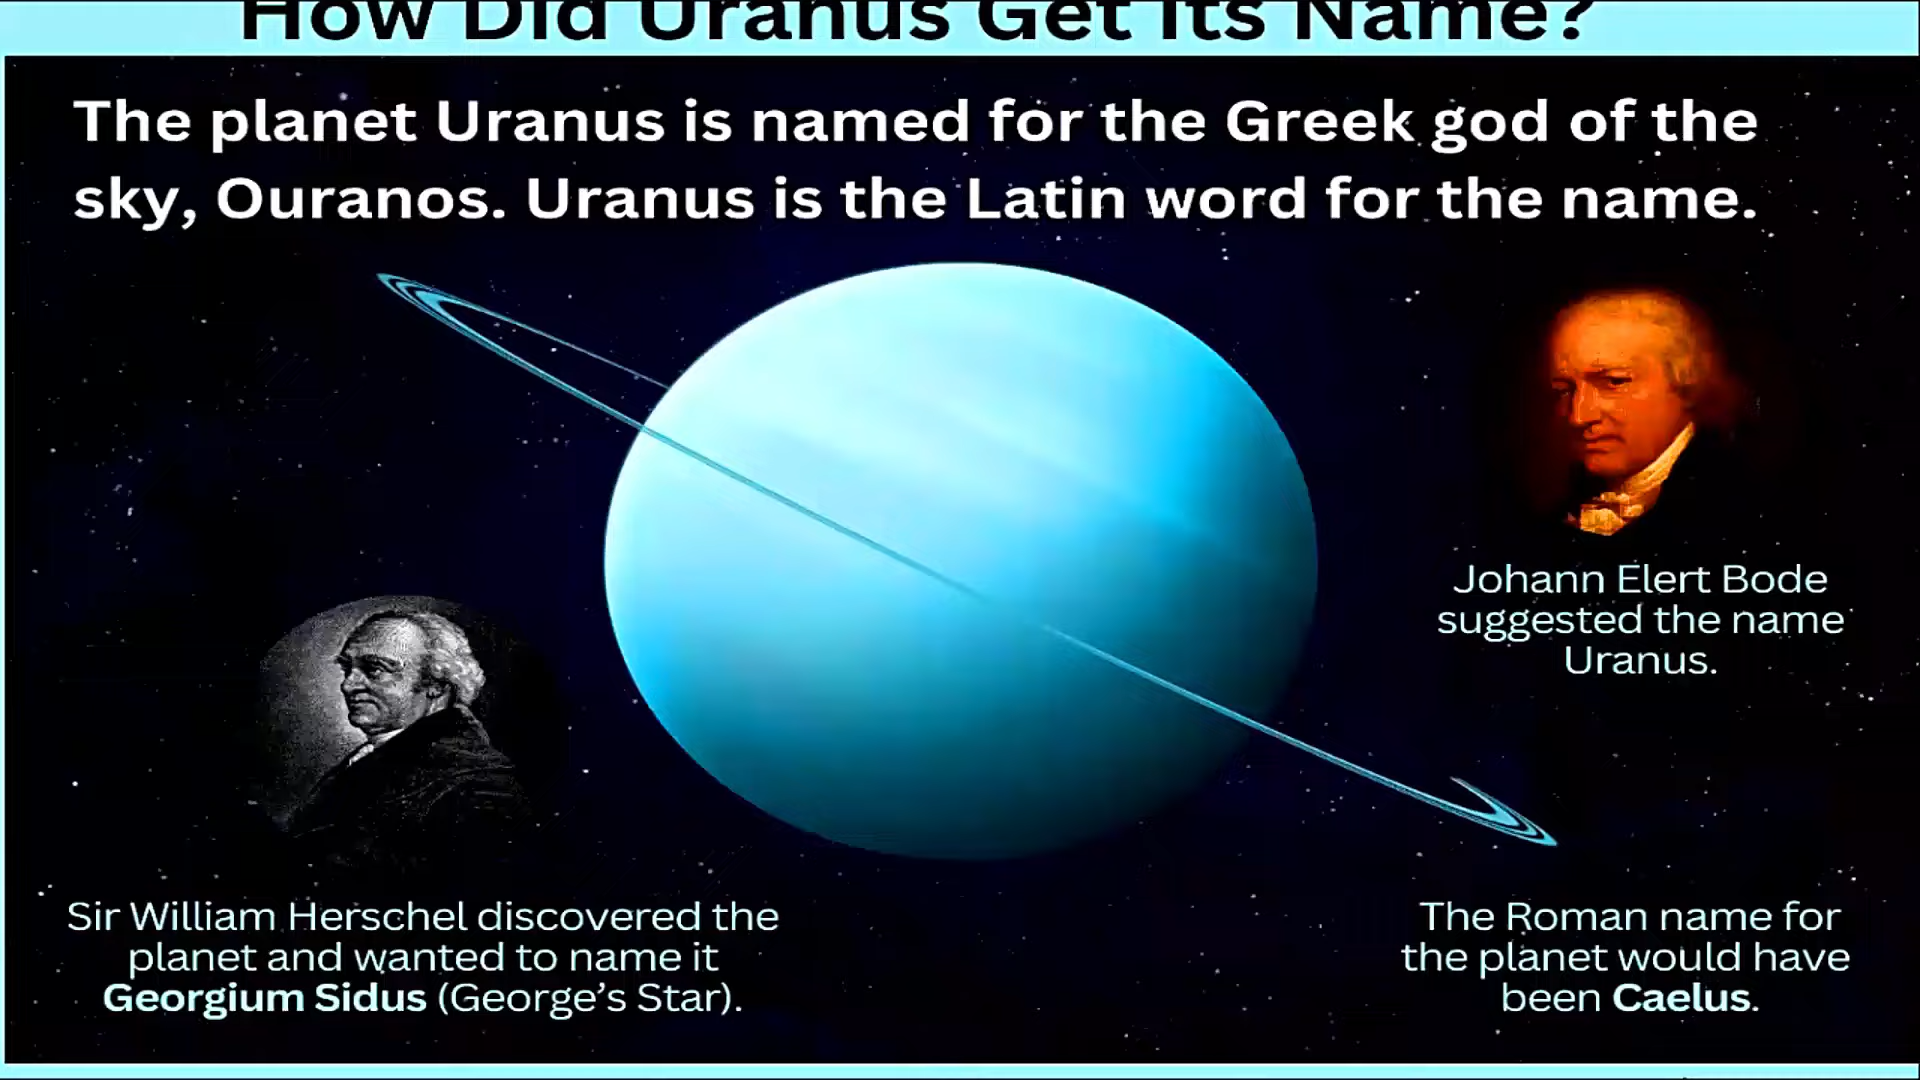 How Did Uranus Get Its Name?
The planet Uranus is named for the Greek god of the
sky, Ouranos. Uranus is the Latin word for the name.
Johann Elert Bode
suggested the name
Uranus.
Sir William Herschel discovered the
planet and wanted to name it
Georgium Sidus (George’s Star).
The Roman name for
the planet would have
been Caelus.